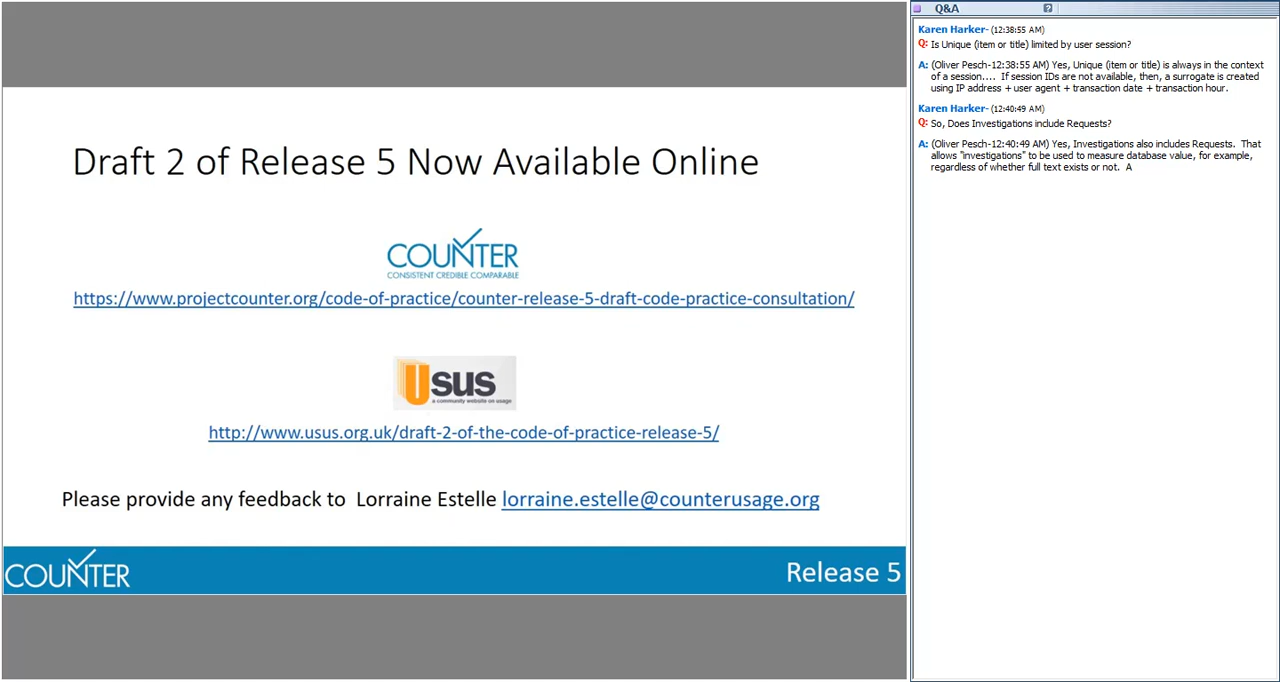 Draft 2 of Release 5 Now Available Online
COUNTER
CONSISTENT CREDIBLE COMPARABLE
https://www.projectcounter.org/code-of-practice/counter-release-5-draft-code-practice-consultation/
Usus
a community website on usage
http://www.usus.org.uk/draft-2-of-the-code-of-practice-release-5/
Please provide any feedback to  Lorraine Estelle lorraine.estelle@counterusage.org
COUNTER
Release 5
Q&A
?
Karen Harker- (12:38:55 AM)
Q: Is Unique (item or title) limited by user session?
A: (Oliver Pesch-12:38:55 AM) Yes, Unique (item or title) is always in the context
of a session....  If session IDs are not available, then, a surrogate is created
using IP address + user agent + transaction date + transaction hour.
Karen Harker- (12:40:49 AM)
Q: So, Does Investigations include Requests?
A: (Oliver Pesch-12:40:49 AM) Yes, Investigations also includes Requests.  That
allows "investigations" to be used to measure database value, for example,
regardless of whether full text exists or not.  A